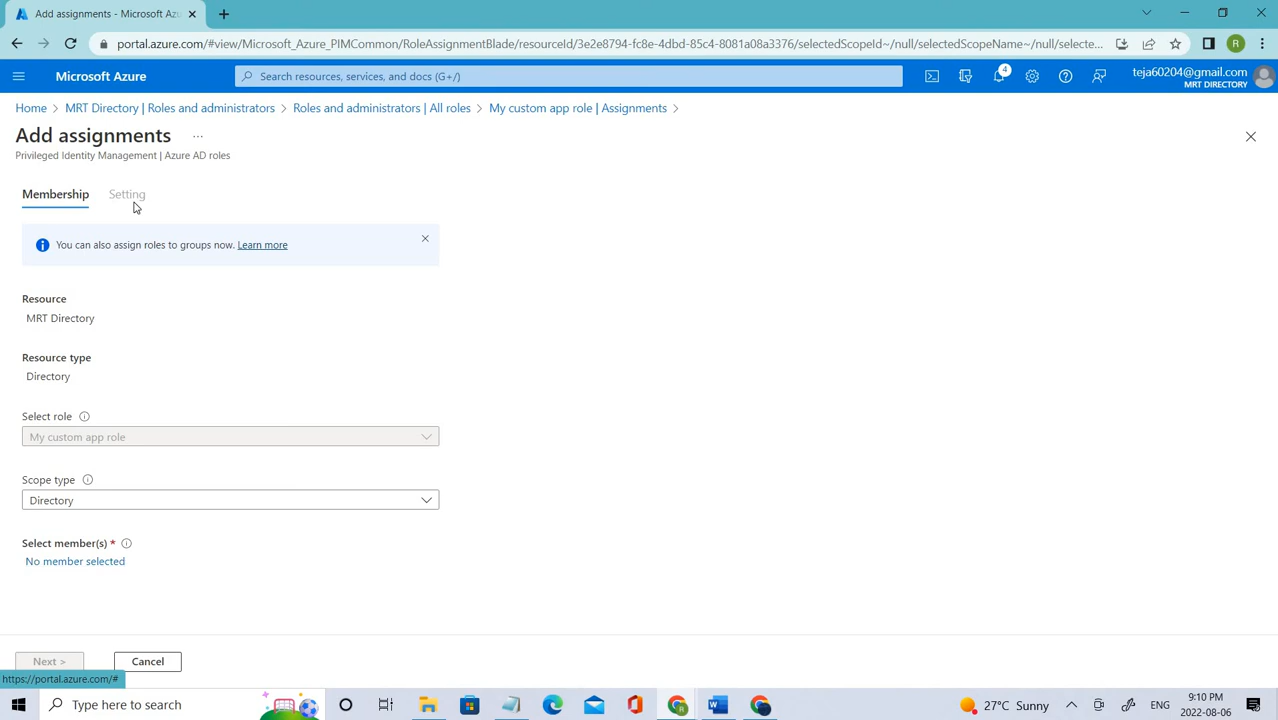 Add assignments - Microsoft Az
portal.azure.com/#view/Microsoft_Azure_PIMCommon/RoleAssignmentBlade/resourceId/3e2e8794-fc8e-4dbd-85c4-8081a08a3376/selectedScopeId~/null/selectedScopeName~/null/selecte...
R
Microsoft Azure
Search resources, services, and docs (G+/)
4
teja60204@gmail.com
MRT DIRECTORY
Home > MRT Directory | Roles and administrators > Roles and administrators | All roles > My custom app role | Assignments >
Add assignments ...
Privileged Identity Management | Azure AD roles
Membership Setting
You can also assign roles to groups now. Learn more
Resource
MRT Directory
Resource type
Directory
Select role
My custom app role
Scope type
Directory
Select member(s) *
No member selected
Next > Cancel
https://portal.azure.com/#
Type here to search
27°C Sunny
ENG
9:10 PM
2022-08-06